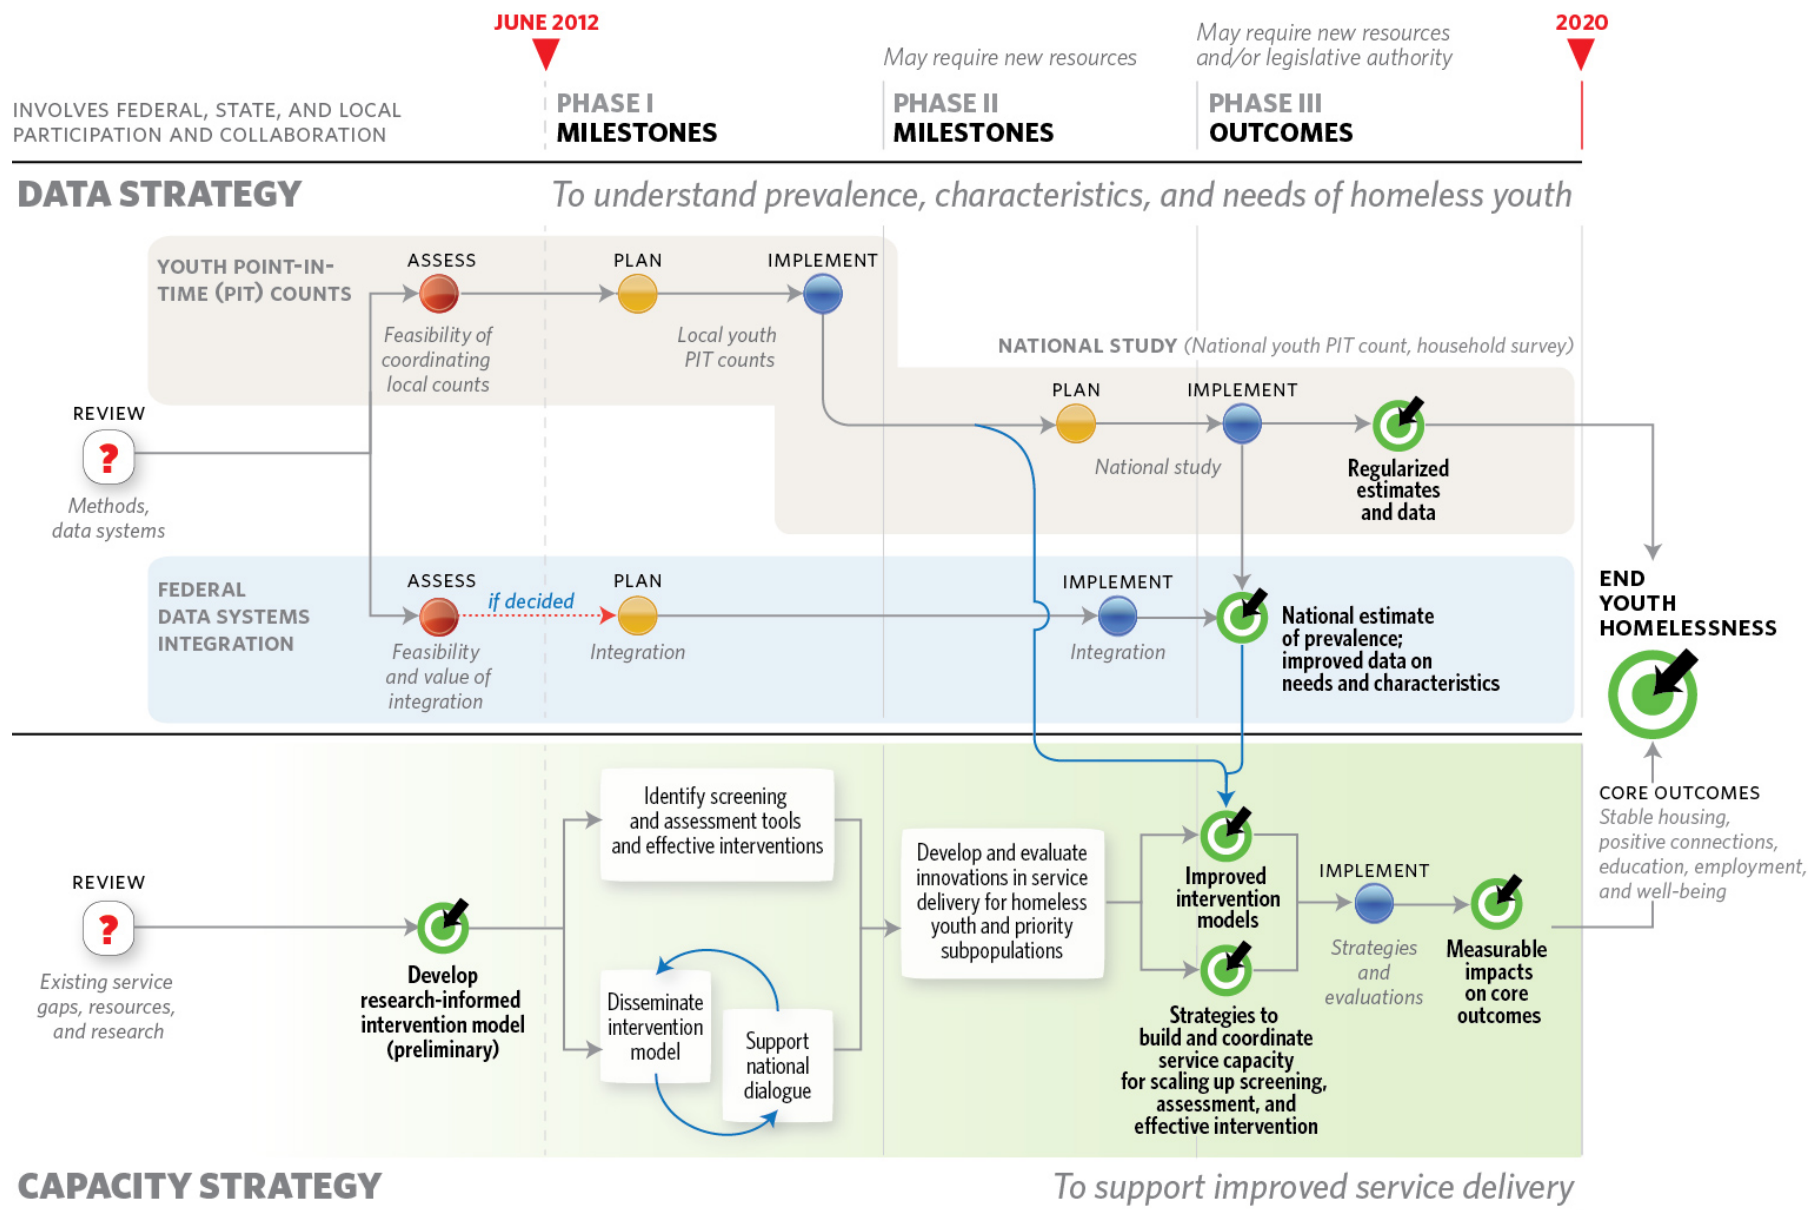 JUNE 2012
2020
May require new resources
May require new resources
and/or legislative authority
INVOLVES FEDERAL, STATE, AND LOCAL
PARTICIPATION AND COLLABORATION
PHASE I
MILESTONES
PHASE II
MILESTONES
PHASE III
OUTCOMES
DATA STRATEGY
To understand prevalence, characteristics, and needs of homeless youth
YOUTH POINT-IN-
TIME (PIT) COUNTS
ASSESS
Feasibility of
coordinating
local counts
PLAN
Local youth
PIT counts
IMPLEMENT
NATIONAL STUDY (National youth PIT count, household survey)
PLAN
National study
IMPLEMENT
Regularized
estimates
and data
REVIEW
?
Methods,
data systems
FEDERAL
DATA SYSTEMS
INTEGRATION
ASSESS
Feasibility
and value of
integration
if decided
PLAN
Integration
IMPLEMENT
Integration
National estimate
of prevalence;
improved data on
needs and characteristics
END
YOUTH
HOMELESSNESS
CORE OUTCOMES
Stable housing,
positive connections,
education, employment,
and well-being
REVIEW
?
Existing service
gaps, resources,
and research
Develop
research-informed
intervention model
(preliminary)
Identify screening
and assessment tools
and effective interventions
Disseminate
intervention
model
Support
national
dialogue
Develop and evaluate
innovations in service
delivery for homeless
youth and priority
subpopulations
Improved
intervention
models
Strategies to
build and coordinate
service capacity
for scaling up screening,
assessment, and
effective intervention
IMPLEMENT
Strategies
and
evaluations
Measurable
impacts
on core
outcomes
CAPACITY STRATEGY
To support improved service delivery